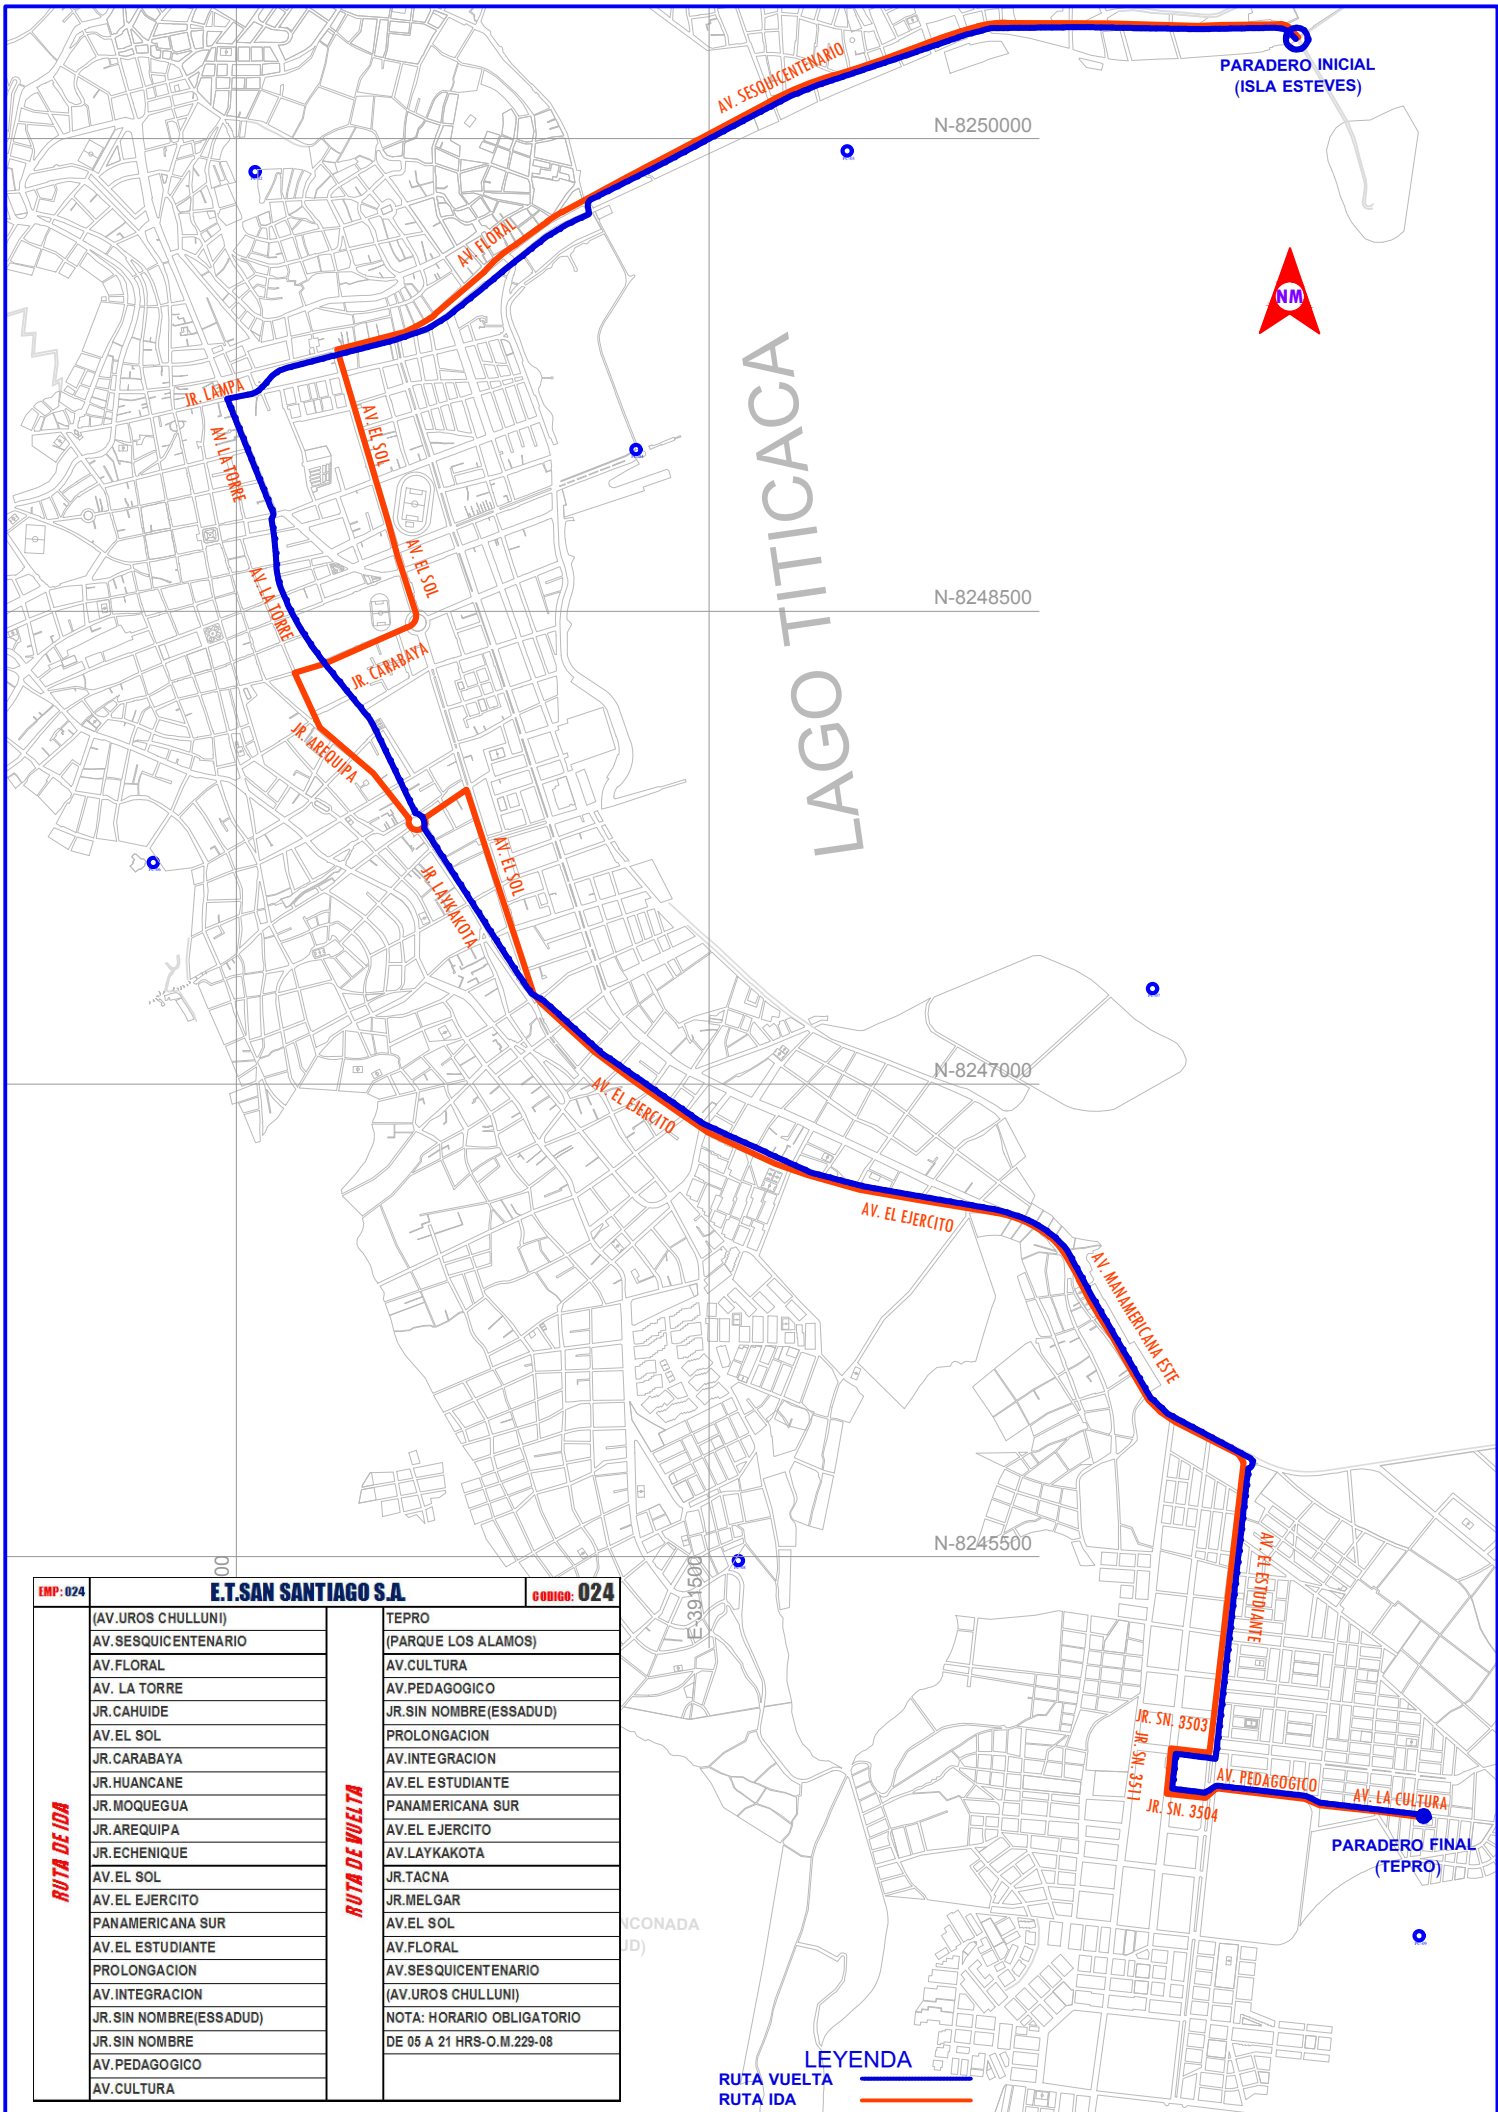 AV. SESQUICENTENARIO
PARADERO INICIAL
(ISLA ESTEVES)
N-8250000
AV. FLORAL
NM
JR. LAMPA
AV. LA TORRE
AV. EL SOL
LAGO TITICACA
AV. EL SOL
AV. LA TORRE
N-8248500
JR. CARABAYA
JR. AREQUIPA
AV. EL SOL
JR. LAYKAKOTA
N-8247000
AV. EL EJERCITO
AV. EL EJERCITO
AV. MANAMERICANA ESTE
N-8245500
00
E-391500
AV. EL ESTUDIANTE
JR. SN. 3503
JR. SN. 3511
AV. PEDAGOGICO
JR. SN. 3504
AV. LA CULTURA
PARADERO FINAL
(TEPRO)
EMP: 024
E.T.SAN SANTIAGO S.A.
CODIGO: 024
RUTA DE IDA
(AV.UROS CHULLUNI)
AV.SESQUICENTENARIO
AV.FLORAL
AV. LA TORRE
JR.CAHUIDE
AV.EL SOL
JR.CARABAYA
JR.HUANCANE
JR.MOQUEGUA
JR.AREQUIPA
JR.ECHENIQUE
AV.EL SOL
AV.EL EJERCITO
PANAMERICANA SUR
AV.EL ESTUDIANTE
PROLONGACION
AV.INTEGRACION
JR.SIN NOMBRE(ESSADUD)
JR.SIN NOMBRE
AV.PEDAGOGICO
AV.CULTURA
RUTA DE VUELTA
TEPRO
(PARQUE LOS ALAMOS)
AV.CULTURA
AV.PEDAGOGICO
JR.SIN NOMBRE(ESSADUD)
PROLONGACION
AV.INTEGRACION
AV.EL ESTUDIANTE
PANAMERICANA SUR
AV.EL EJERCITO
AV.LAYKAKOTA
JR.TACNA
JR.MELGAR
AV.EL SOL
AV.FLORAL
AV.SESQUICENTENARIO
(AV.UROS CHULLUNI)
NOTA: HORARIO OBLIGATORIO
DE 05 A 21 HRS-O.M.229-08
NCONADA
UD)
LEYENDA
RUTA VUELTA
RUTA IDA